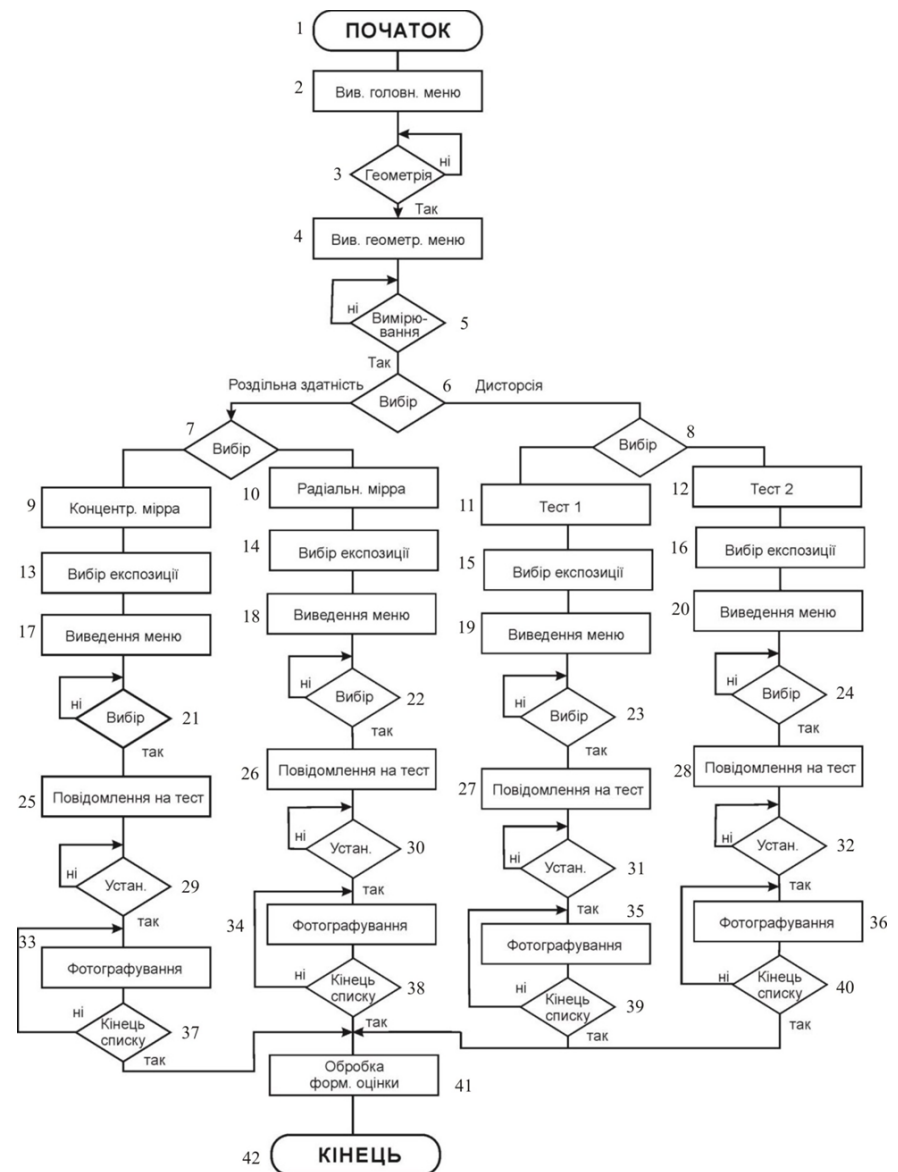 1
ПОЧАТОК
2
Вив. головн. меню
ні
3
Геометрія
Так
4
Вив. геометр. меню
ні
Вимірю-
вання
5
Так
Роздільна здатність
6
Дисторсія
Вибір
7
Вибір
Вибір
8
9
Концентр. мірра
10
Радіальн. мірра
11
Тест 1
12
Тест 2
13
Вибір експозиції
14
Вибір експозиції
15
Вибір експозиції
16
Вибір експозиції
17
Виведення меню
18
Виведення меню
19
Виведення меню
20
Виведення меню
ні
Вибір
21
так
ні
Вибір
22
так
ні
Вибір
23
так
ні
Вибір
24
так
25
Повідомлення на тест
26
Повідомлення на тест
27
Повідомлення на тест
28
Повідомлення на тест
ні
Устан.
29
так
ні
Устан.
30
так
ні
Устан.
31
так
ні
Устан.
32
так
33
Фотографування
34
Фотографування
35
Фотографування
36
Фотографування
ні
Кінець
списку
37
так
ні
Кінець
списку
38
так
ні
Кінець
списку
39
так
ні
Кінець
списку
40
так
Обробка
форм. оцінки
41
42
КІНЕЦЬ